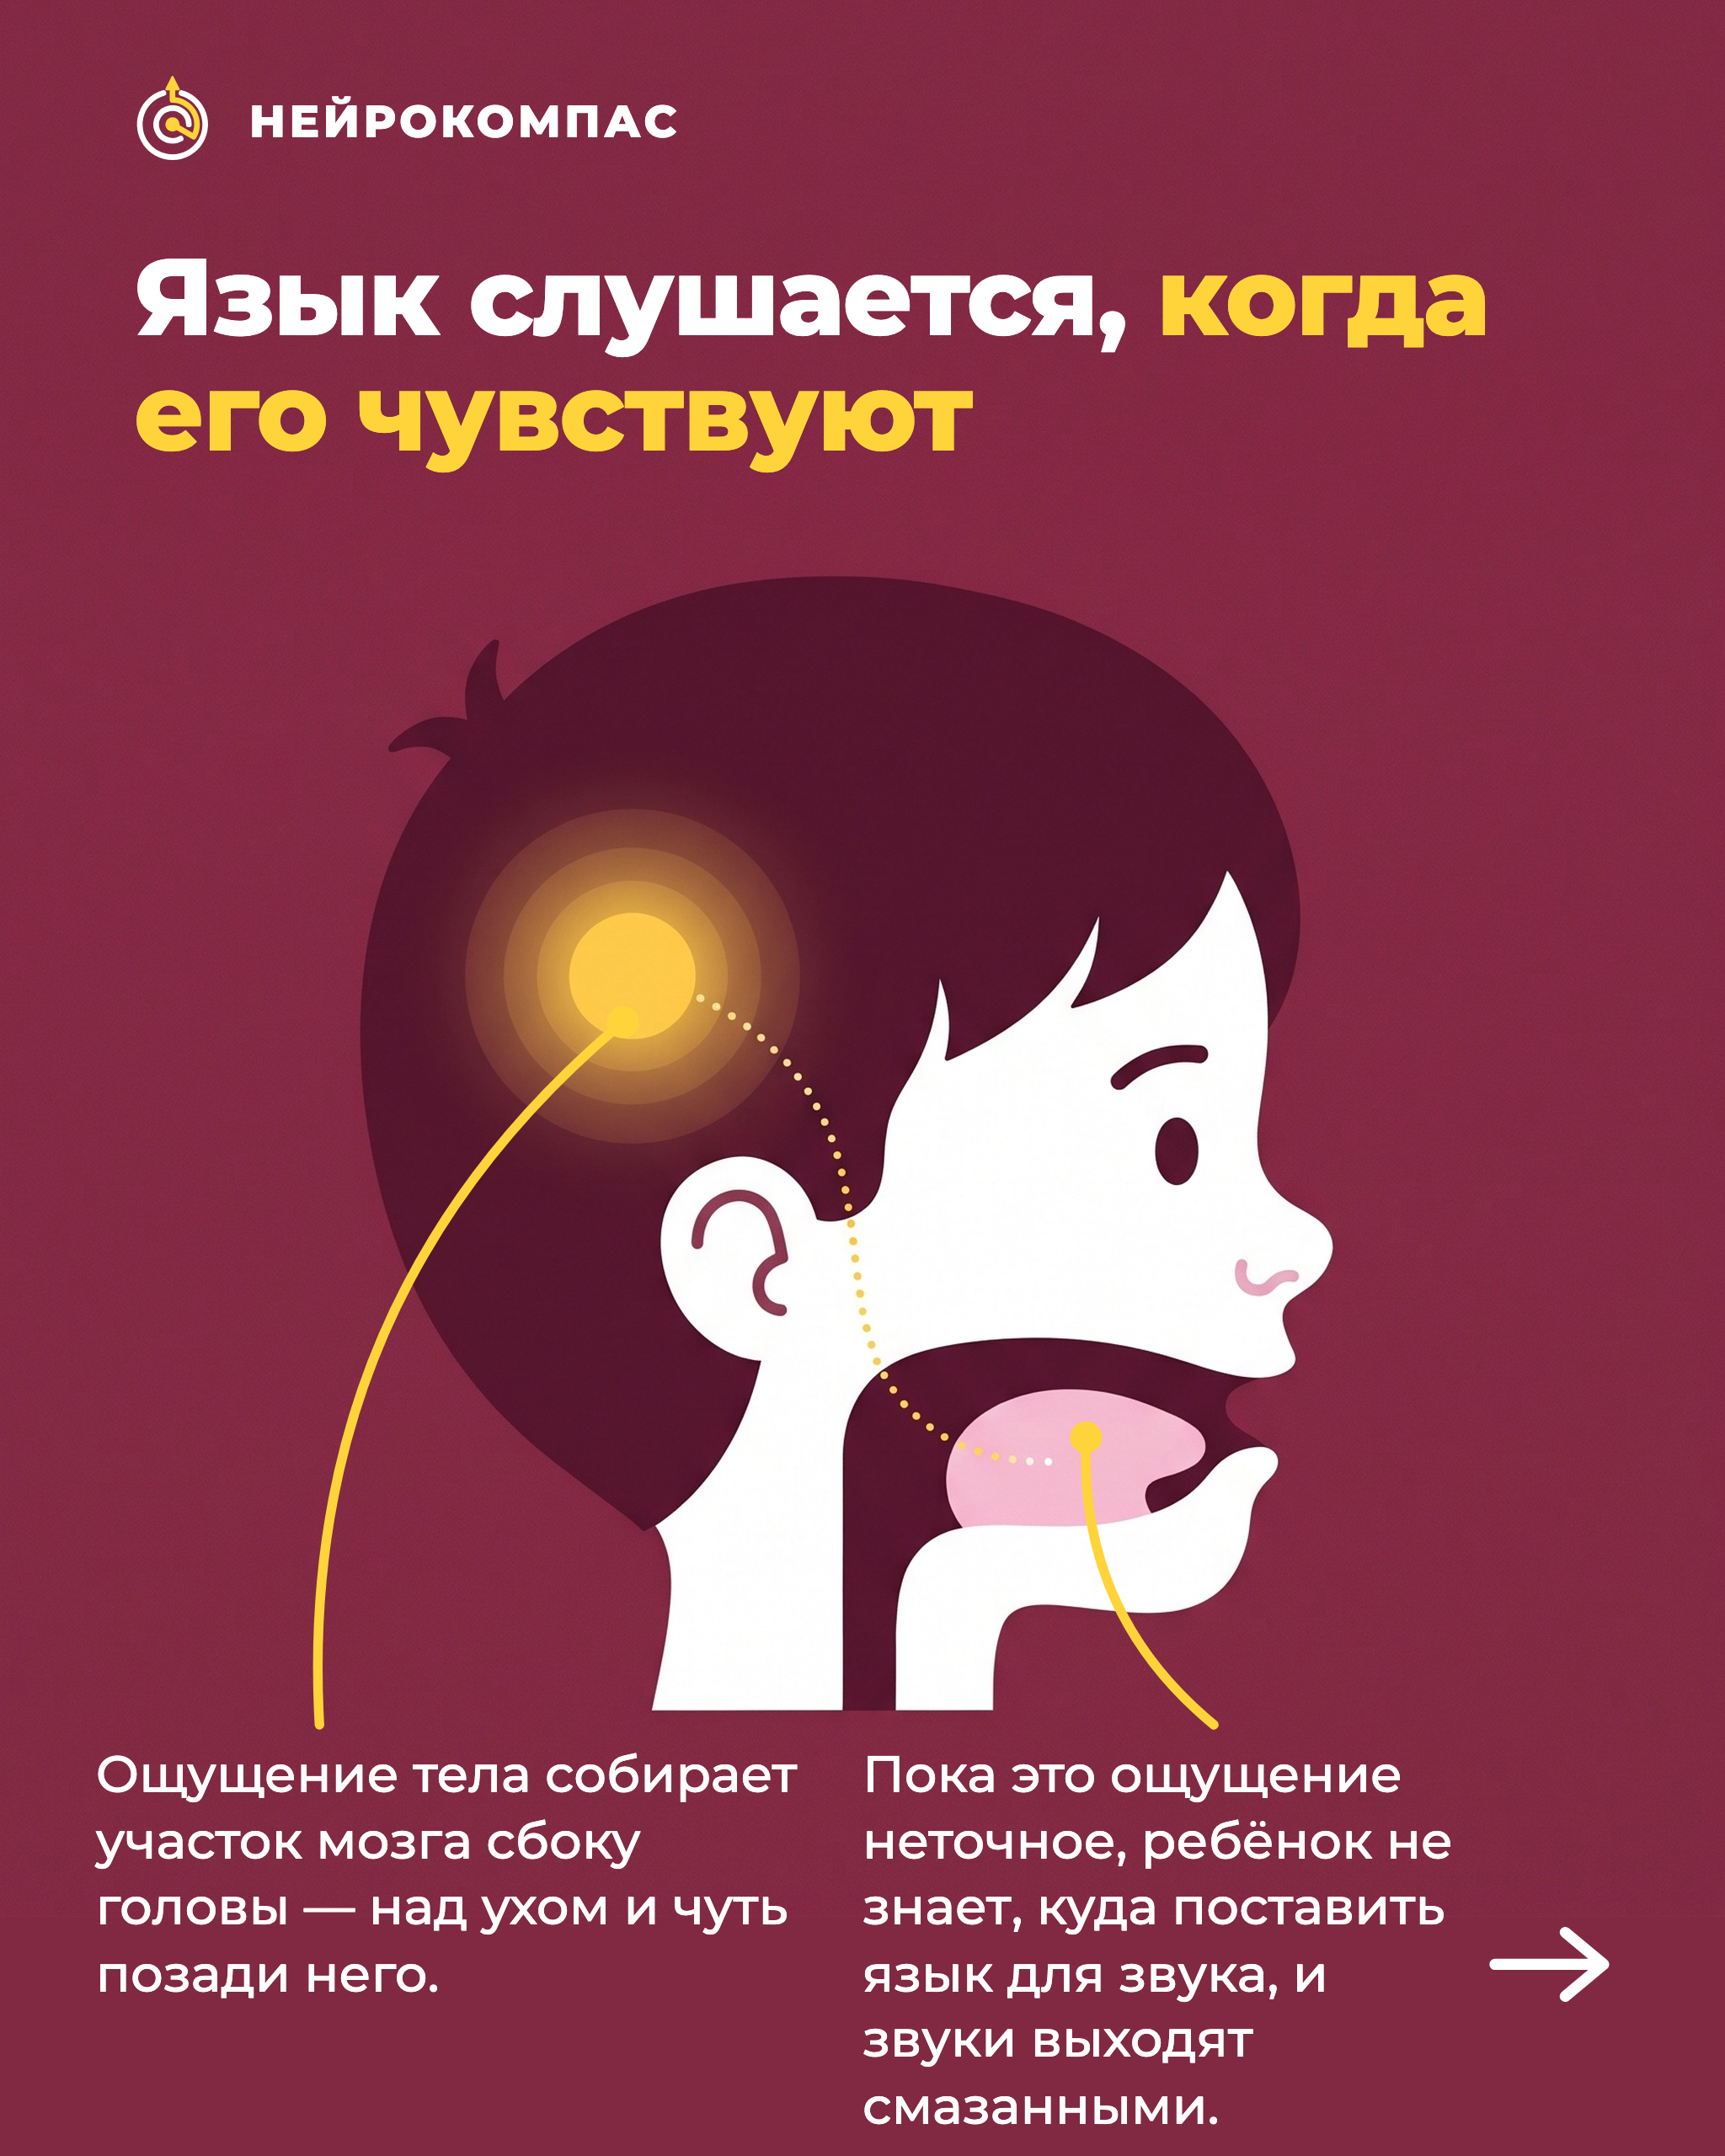 НЕЙРОКОМПАС
Язык слушается, когда
его чувствуют
Ощущение тела собирает
участок мозга сбоку
головы — над ухом и чуть
позади него.
Пока это ощущение
неточное, ребёнок не
знает, куда поставить
язык для звука, и
звуки выходят
смазанными.